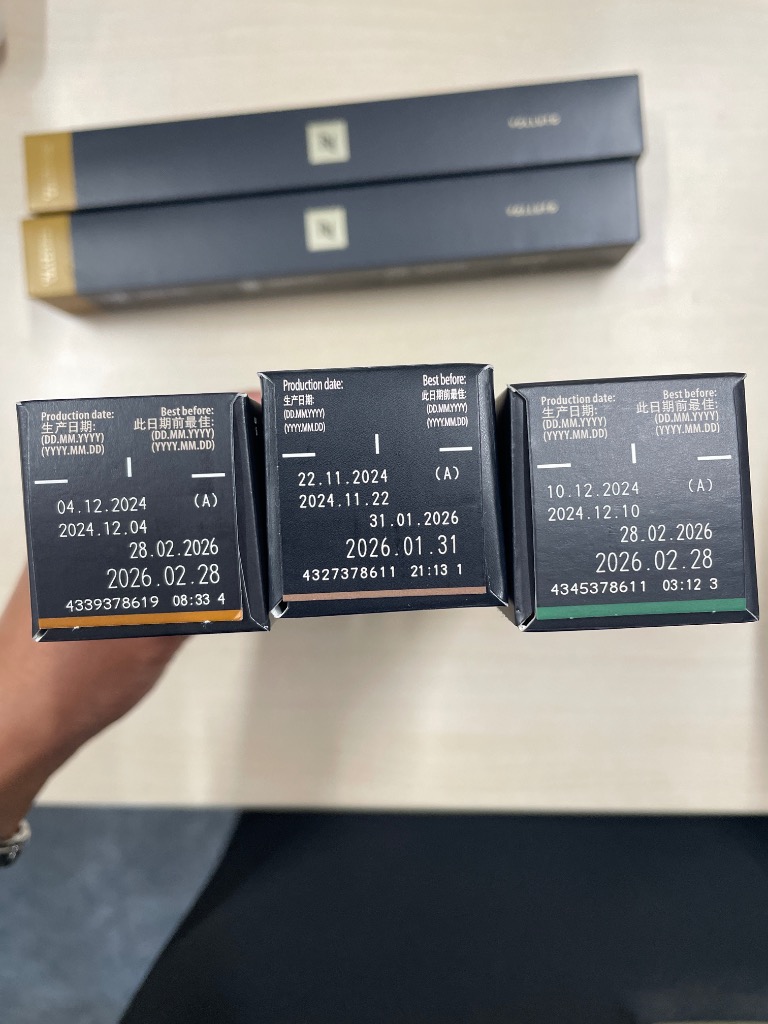 Production date:
生产日期:
(DD.MM.YYYY)
(YYYY.MM.DD)
Best before:
此日期前最佳:
(DD.MM.YYYY)
(YYYY.MM.DD)
04.12.2024 (A)
2024.12.04
28.02.2026
2026.02.28
4339378619 08:33 4
Production date:
生产日期:
(DD.MM.YYYY)
(YYYY.MM.DD)
Best before:
此日期前最佳:
(DD.MM.YYYY)
(YYYY.MM.DD)
22.11.2024 (A)
2024.11.22
31.01.2026
2026.01.31
4327378611 21:13 1
Production date:
生产日期:
(DD.MM.YYYY)
(YYYY.MM.DD)
Best before:
此日期前最佳:
(DD.MM.YYYY)
(YYYY.MM.DD)
10.12.2024 (A)
2024.12.10
28.02.2026
2026.02.28
4345378611 03:12 3